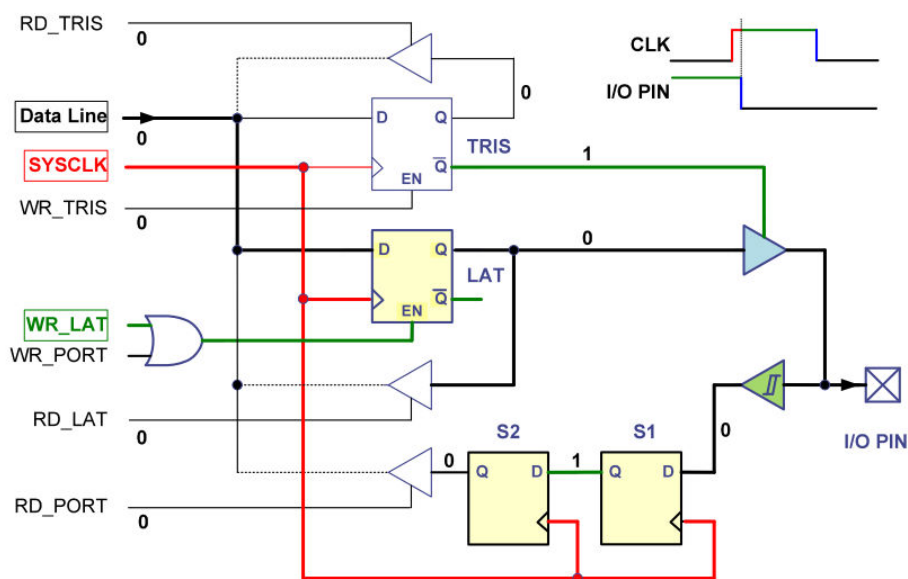 RD_TRIS
0
CLK
I/O PIN
0
Data Line
0
D Q
TRIS
SYSCLK
EN Q
1
WR_TRIS
0
D Q
0
LAT
EN Q
WR_LAT
WR_PORT
RD_LAT
0
I/O PIN
S2 S1
0
0 Q D 1 Q D
RD_PORT
0